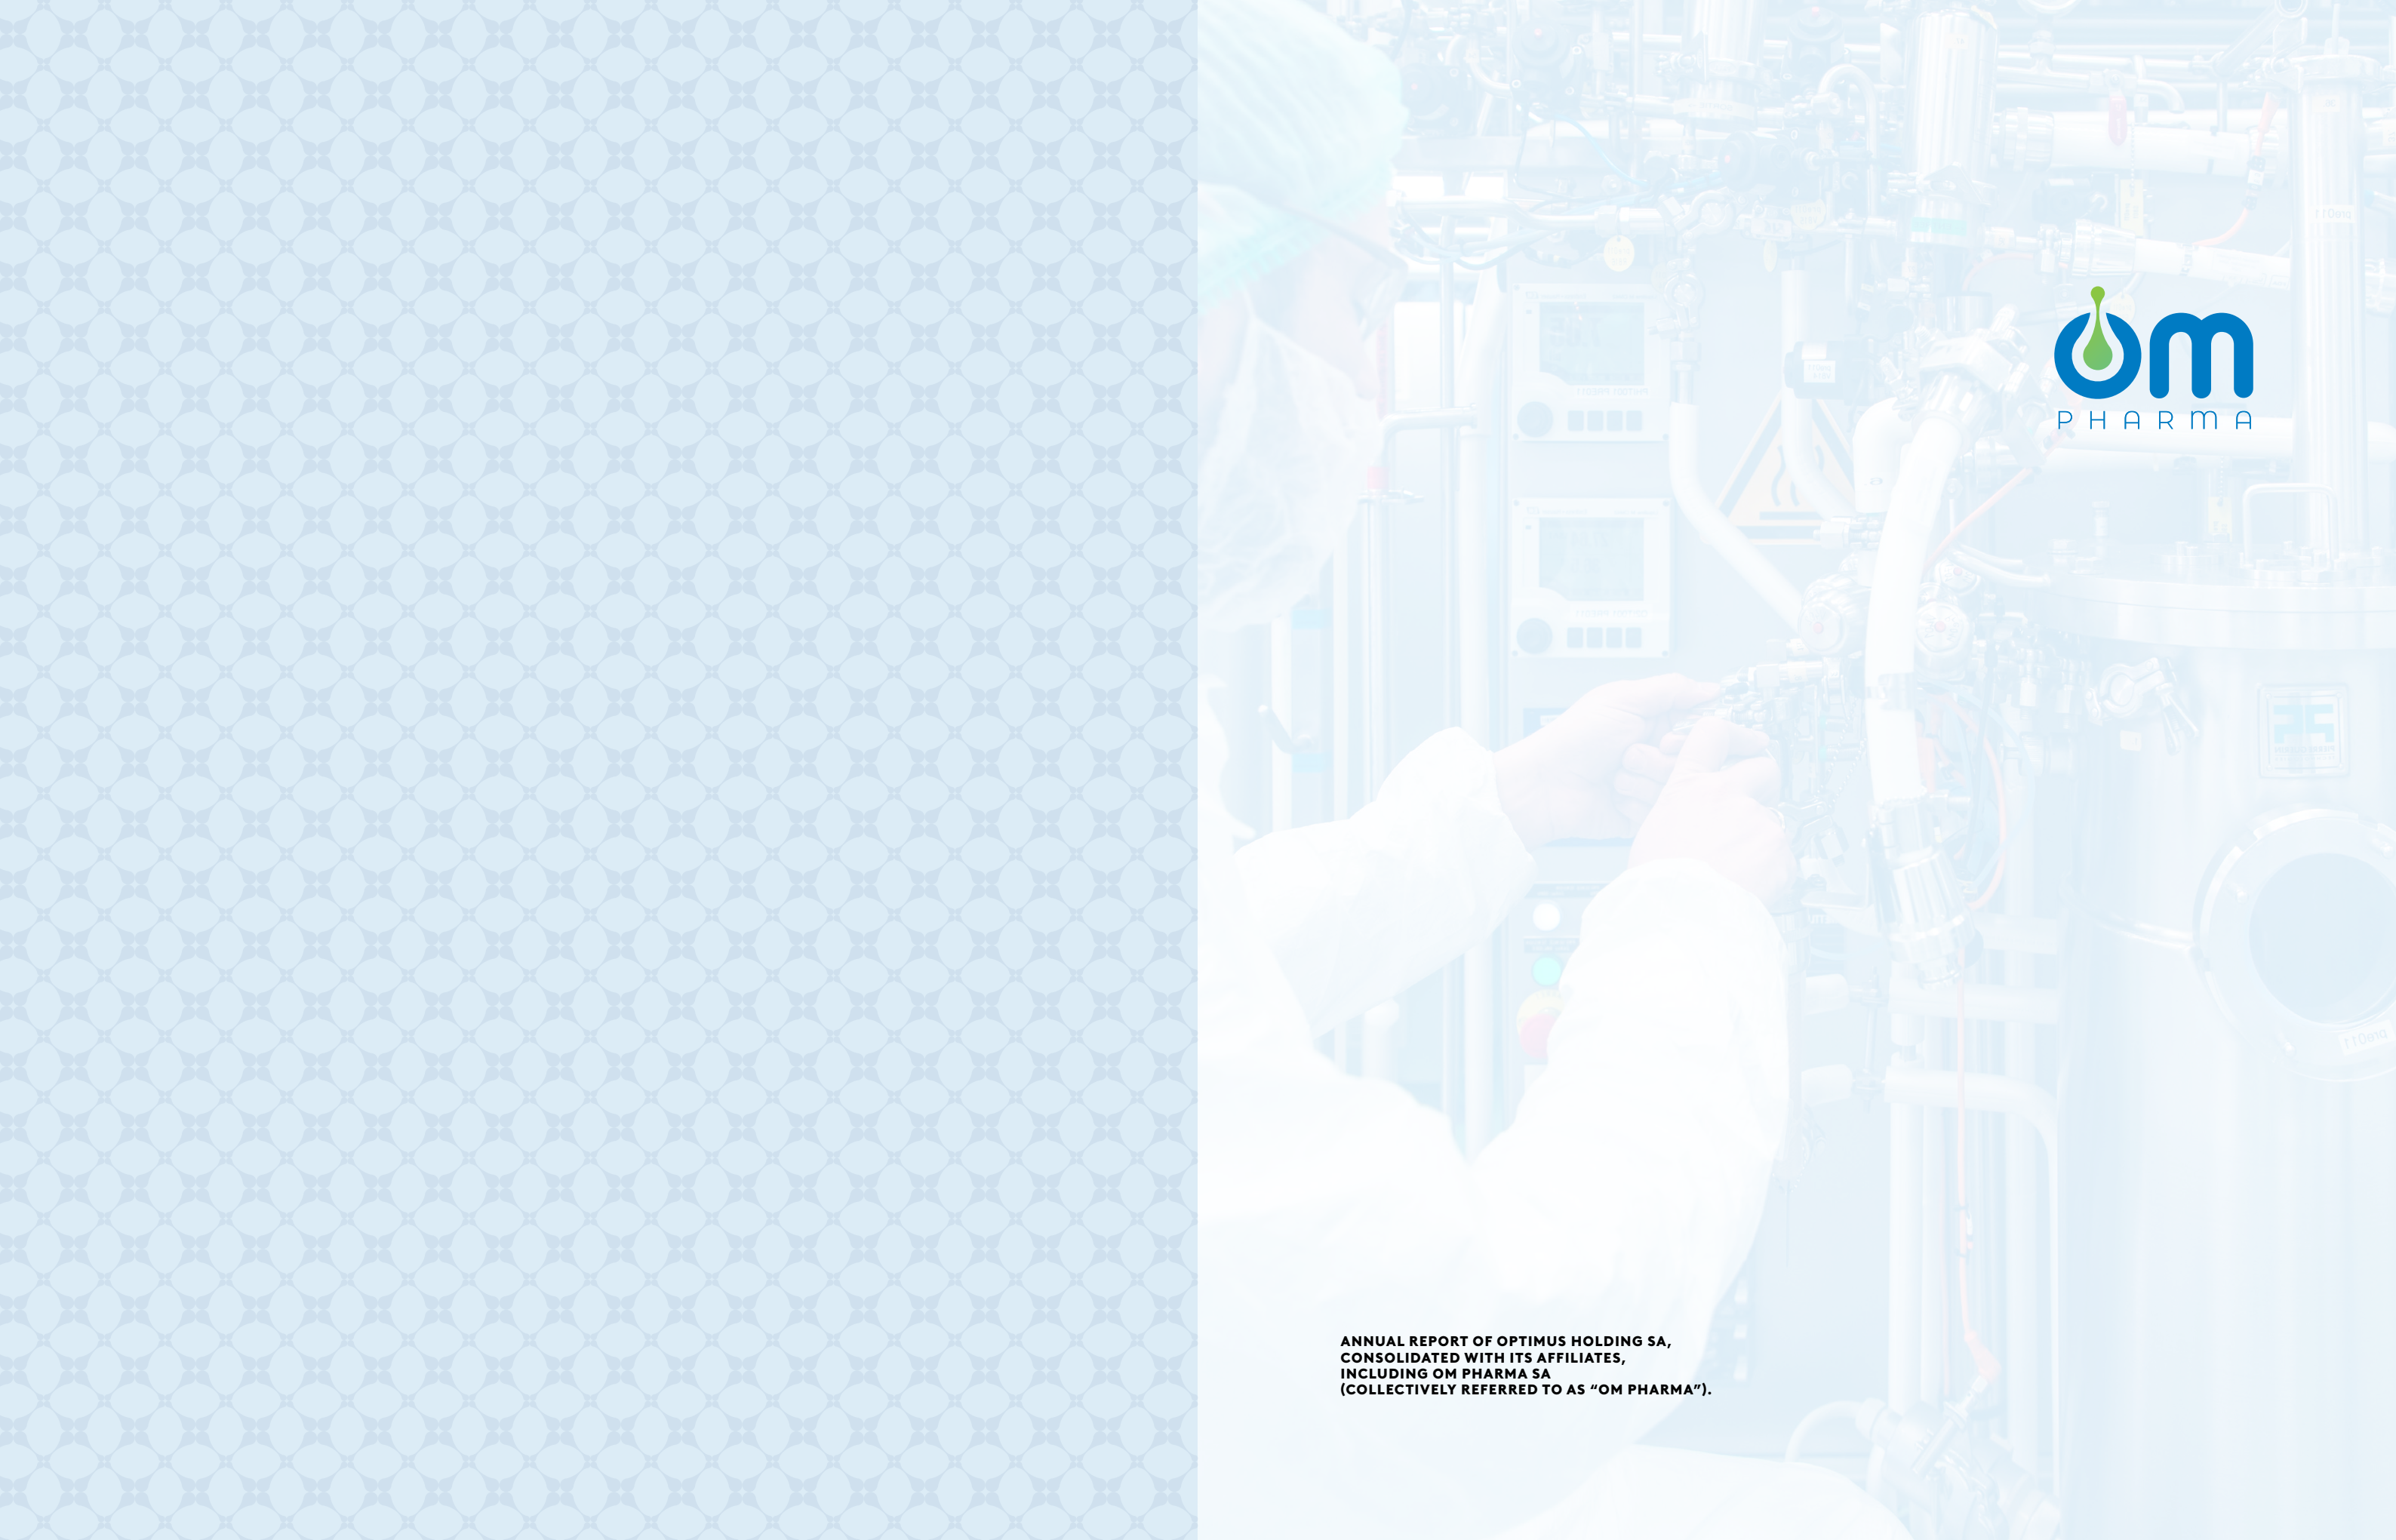 om
PHARMA
ANNUAL REPORT OF OPTIMUS HOLDING SA,
CONSOLIDATED WITH ITS AFFILIATES,
INCLUDING OM PHARMA SA
(COLLECTIVELY REFERRED TO AS “OM PHARMA”).